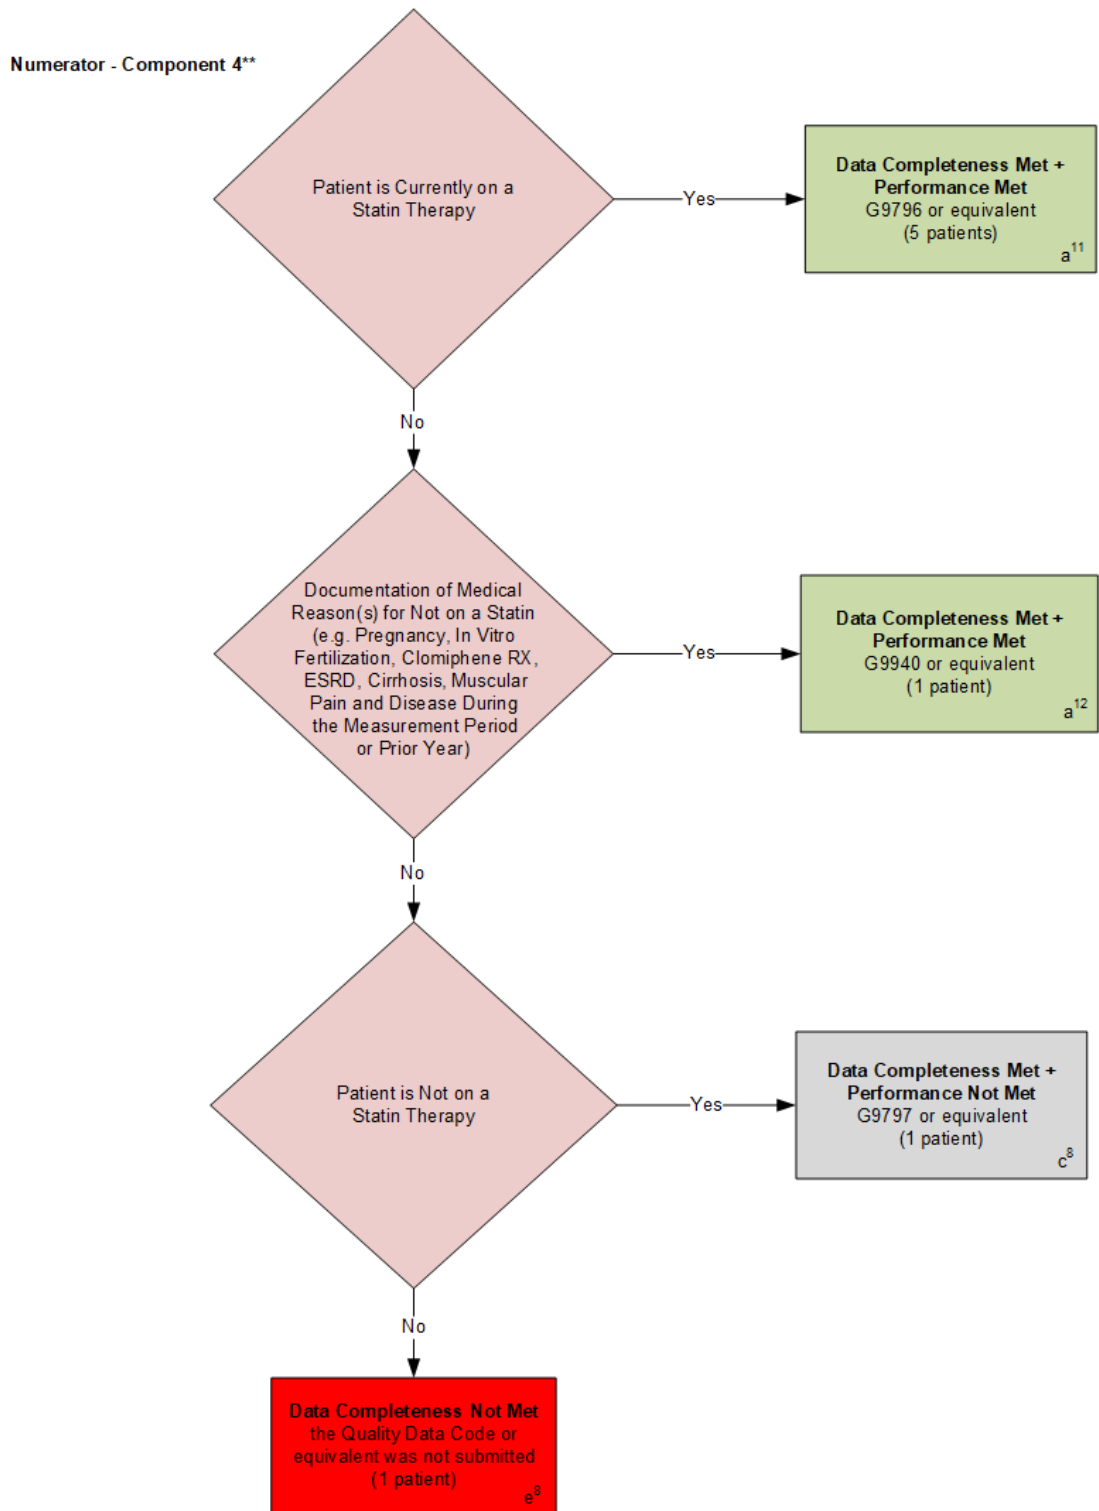 Numerator - Component 4**
Patient is Currently on a
Statin Therapy
Yes
Data Completeness Met +
Performance Met
G9796 or equivalent
(5 patients)
a11
No
Documentation of Medical
Reason(s) for Not on a Statin
(e.g. Pregnancy, In Vitro
Fertilization, Clomiphene RX,
ESRD, Cirrhosis, Muscular
Pain and Disease During
the Measurement Period
or Prior Year)
Yes
Data Completeness Met +
Performance Met
G9940 or equivalent
(1 patient)
a12
No
Patient is Not on a
Statin Therapy
Yes
Data Completeness Met +
Performance Not Met
G9797 or equivalent
(1 patient)
c8
No
Data Completeness Not Met
the Quality Data Code or
equivalent was not submitted
(1 patient)
e8